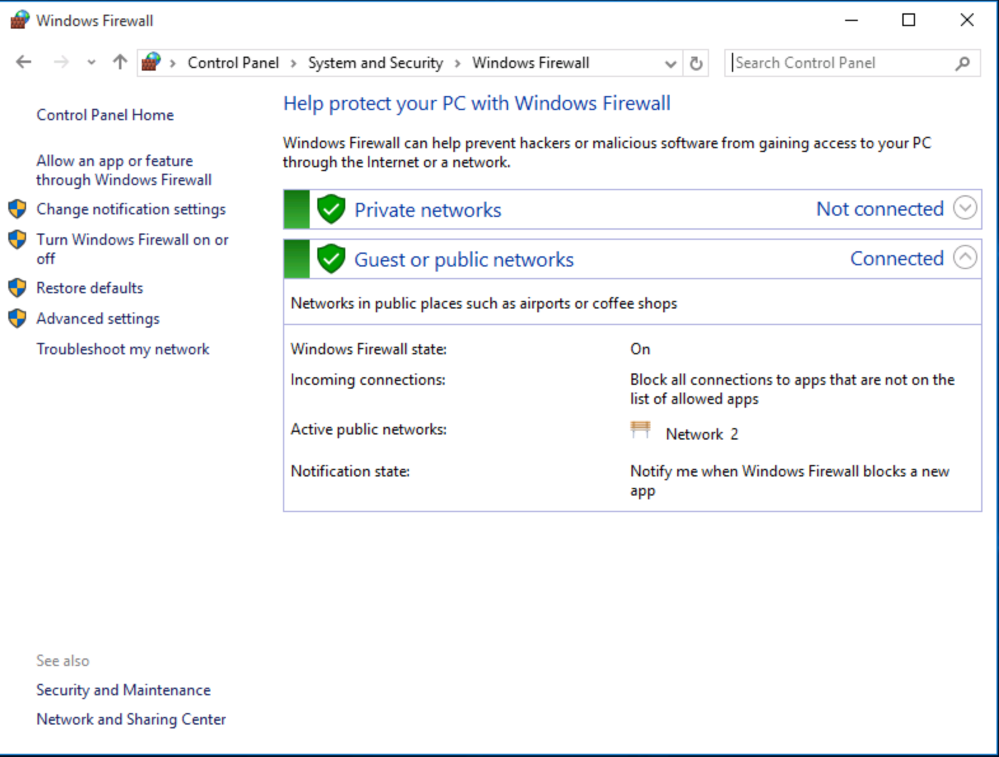 Windows Firewall
Control Panel > System and Security > Windows Firewall
Search Control Panel
Control Panel Home
Allow an app or feature
through Windows Firewall
Change notification settings
Turn Windows Firewall on or
off
Restore defaults
Advanced settings
Troubleshoot my network
See also
Security and Maintenance
Network and Sharing Center
Help protect your PC with Windows Firewall
Windows Firewall can help prevent hackers or malicious software from gaining access to your PC
through the Internet or a network.
Private networks Not connected
Guest or public networks Connected
Networks in public places such as airports or coffee shops
Windows Firewall state: On
Incoming connections: Block all connections to apps that are not on the
list of allowed apps
Active public networks: Network 2
Notification state: Notify me when Windows Firewall blocks a new
app